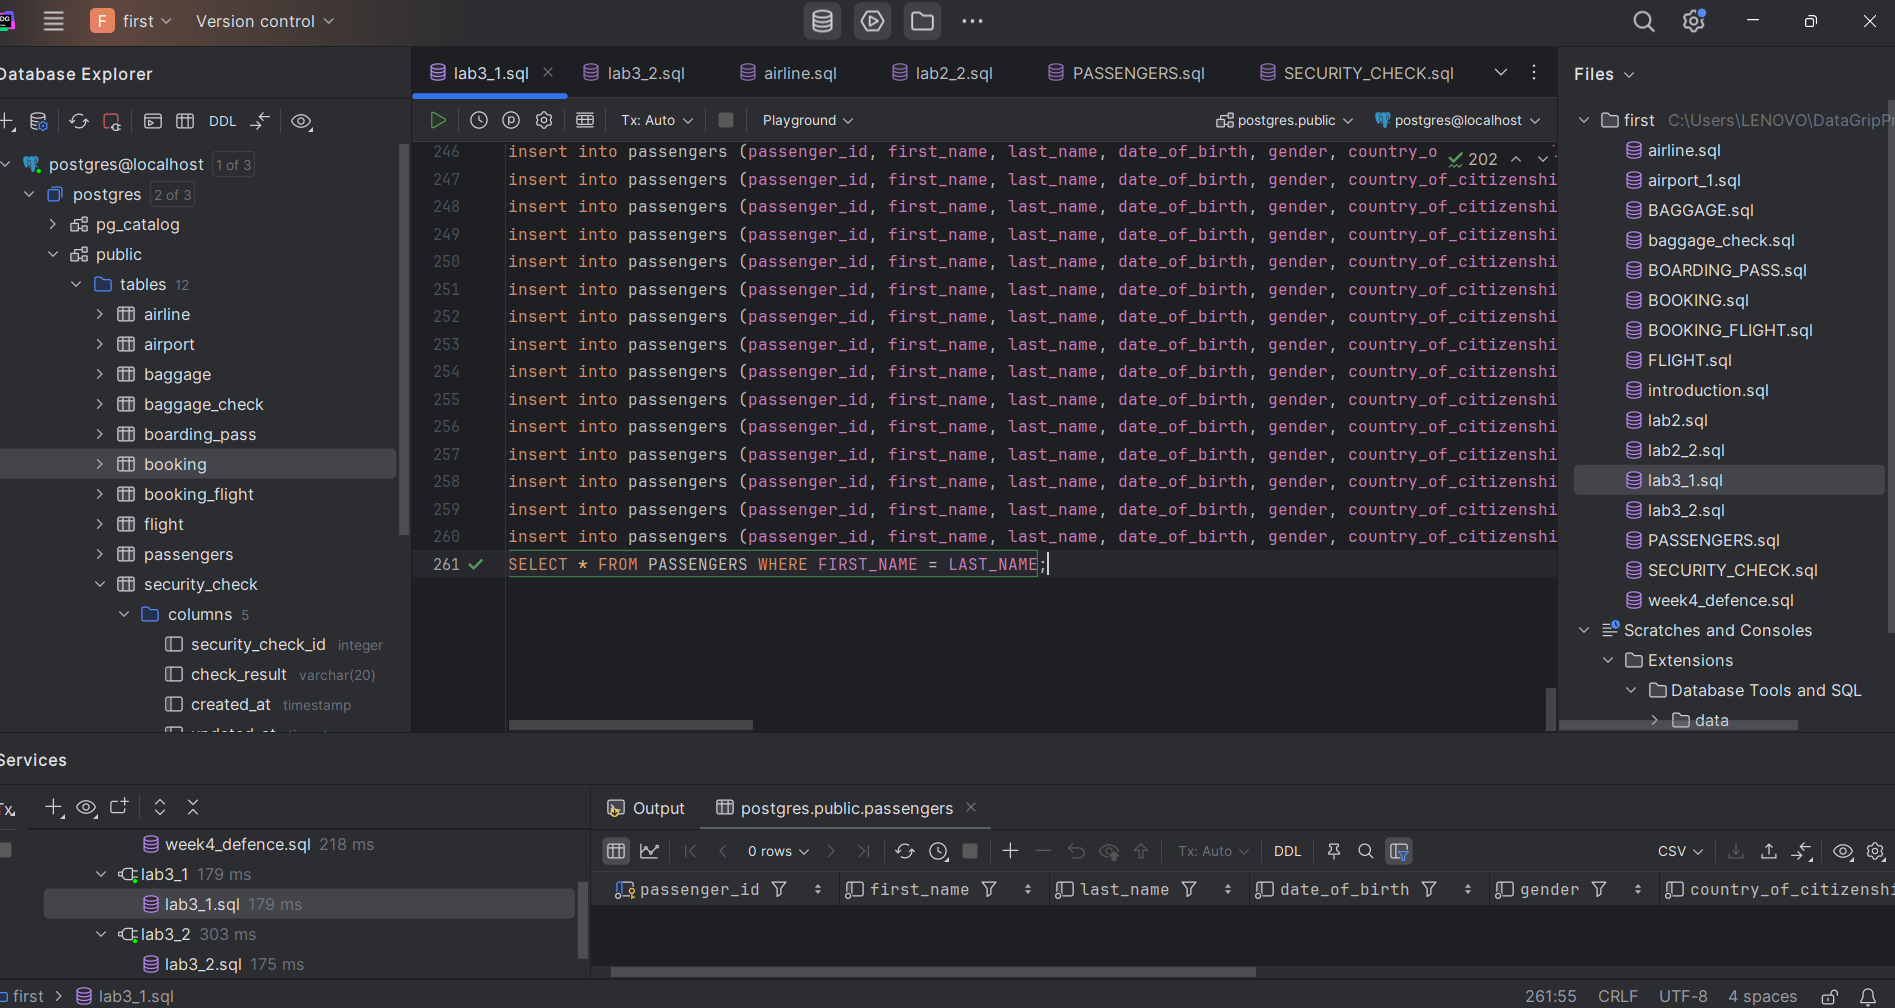 F first Version control
Database Explorer
DDL
postgres@localhost 1 of 3
postgres 2 of 3
pg_catalog
public
tables 12
airline
airport
baggage
baggage_check
boarding_pass
booking
booking_flight
flight
passengers
security_check
columns 5
security_check_id integer
check_result varchar(20)
created_at timestamp
lab3_1.sql lab3_2.sql airline.sql lab2_2.sql PASSENGERS.sql SECURITY_CHECK.sql
Tx: Auto Playground postgres.public postgres@localhost
202
246 insert into passengers (passenger_id, first_name, last_name, date_of_birth, gender, country_o
247 insert into passengers (passenger_id, first_name, last_name, date_of_birth, gender, country_of_citizenshi
248 insert into passengers (passenger_id, first_name, last_name, date_of_birth, gender, country_of_citizenshi
249 insert into passengers (passenger_id, first_name, last_name, date_of_birth, gender, country_of_citizenshi
250 insert into passengers (passenger_id, first_name, last_name, date_of_birth, gender, country_of_citizenshi
251 insert into passengers (passenger_id, first_name, last_name, date_of_birth, gender, country_of_citizenshi
252 insert into passengers (passenger_id, first_name, last_name, date_of_birth, gender, country_of_citizenshi
253 insert into passengers (passenger_id, first_name, last_name, date_of_birth, gender, country_of_citizenshi
254 insert into passengers (passenger_id, first_name, last_name, date_of_birth, gender, country_of_citizenshi
255 insert into passengers (passenger_id, first_name, last_name, date_of_birth, gender, country_of_citizenshi
256 insert into passengers (passenger_id, first_name, last_name, date_of_birth, gender, country_of_citizenshi
257 insert into passengers (passenger_id, first_name, last_name, date_of_birth, gender, country_of_citizenshi
258 insert into passengers (passenger_id, first_name, last_name, date_of_birth, gender, country_of_citizenshi
259 insert into passengers (passenger_id, first_name, last_name, date_of_birth, gender, country_of_citizenshi
260 insert into passengers (passenger_id, first_name, last_name, date_of_birth, gender, country_of_citizenshi
261 SELECT * FROM PASSENGERS WHERE FIRST_NAME = LAST_NAME;
Files
first C:\Users\LENOVO\DataGripPr
airline.sql
airport_1.sql
BAGGAGE.sql
baggage_check.sql
BOARDING_PASS.sql
BOOKING.sql
BOOKING_FLIGHT.sql
FLIGHT.sql
introduction.sql
lab2.sql
lab2_2.sql
lab3_1.sql
lab3_2.sql
PASSENGERS.sql
SECURITY_CHECK.sql
week4_defence.sql
Scratches and Consoles
Extensions
Database Tools and SQL
data
Services
Tx
week4_defence.sql 218 ms
lab3_1 179 ms
lab3_1.sql 179 ms
lab3_2 303 ms
lab3_2.sql 175 ms
Output postgres.public.passengers
0 rows Tx: Auto DDL CSV
passenger_id first_name last_name date_of_birth gender country_of_citizenshi
first lab3_1.sql
261:55 CRLF UTF-8 4 spaces